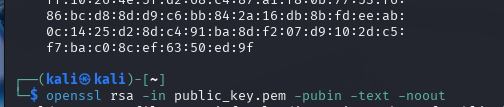 86:bc:d8:8d:d9:c6:bb:84:2a:16:db:8b:fd:ee:ab:
0c:14:25:d2:8d:c4:91:ba:8d:f2:07:d9:10:2d:c5:
f7:ba:c0:8c:ef:63:50:ed:9f
┌──(kali㉿kali)-[~]
└─$ openssl rsa -in public_key.pem -pubin -text -noout